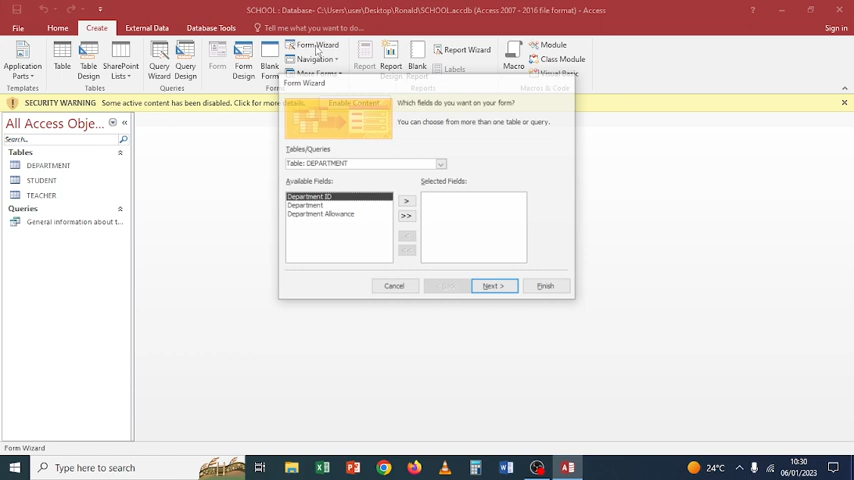 SCHOOL : Database- C:\Users\user\Desktop\Ronald\SCHOOL.accdb (Access 2007 - 2016 file format) - Access
File Home Create External Data Database Tools Tell me what you want to do... Sign in
Application Parts
Table
Table Design
SharePoint Lists
Query Wizard
Query Design
Form
Form Design
Blank
Form Wizard
Navigation
More Forms
Report
Report Design
Blank Report
Report Wizard
Labels
Macro
Module
Class Module
Visual Basic
Templates Tables Queries Reports Macros & Code
SECURITY WARNING Some active content has been disabled. Click for more details. Enable Content
All Access Obje...
Search...
Tables
DEPARTMENT
STUDENT
TEACHER
Queries
General information about t...
Form Wizard
Which fields do you want on your form?
You can choose from more than one table or query.
Tables/Queries
Table: DEPARTMENT
Available Fields: Selected Fields:
Department ID
Department
Department Allowance
>
>>
<
<<
Cancel Next > Finish
Form Wizard
Type here to search
24°C
10:30
06/01/2023